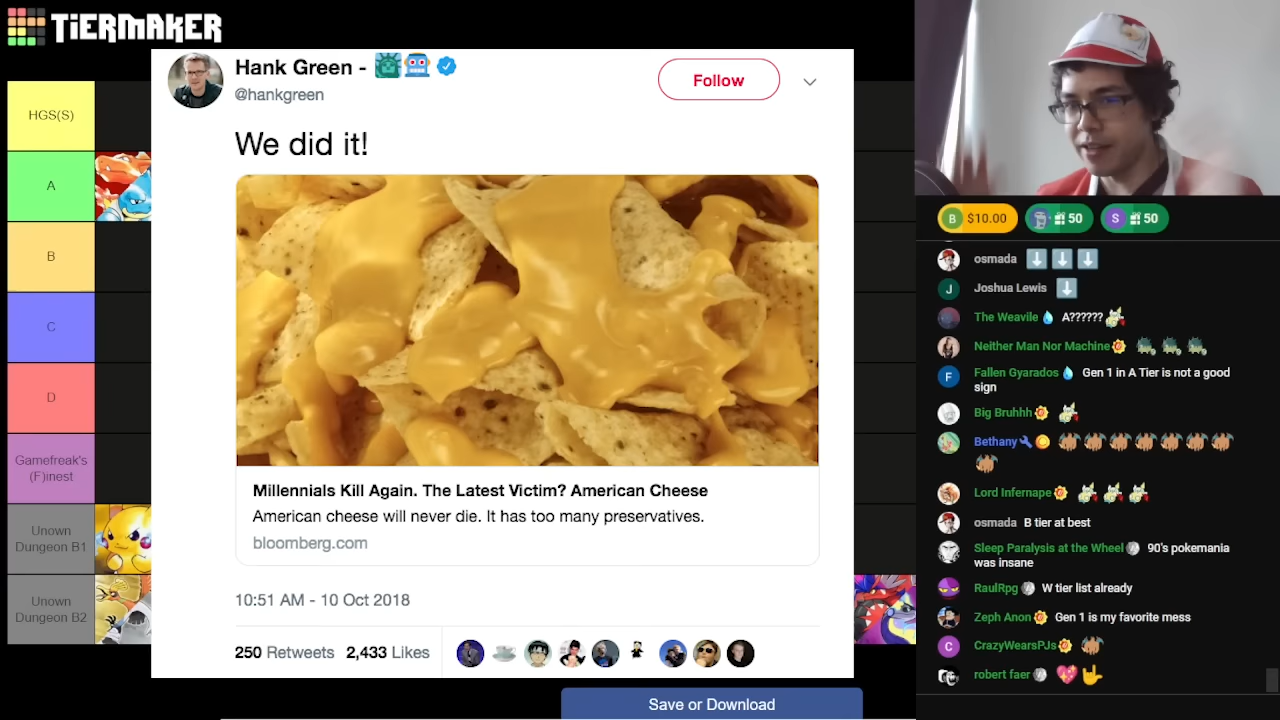 TiERMAKER
HGS(S)
A
B
C
D
Gamefreak's
(F)inest
Unown
Dungeon B1
Unown
Dungeon B2
Hank Green -
@hankgreen
Follow
We did it!
Millennials Kill Again. The Latest Victim? American Cheese
American cheese will never die. It has too many preservatives.
bloomberg.com
10:51 AM - 10 Oct 2018
250 Retweets 2,433 Likes
Save or Download
B $10.00
50
S 50
osmada
J Joshua Lewis
The Weavile A??????
Neither Man Nor Machine
F Fallen Gyarados Gen 1 in A Tier is not a good
sign
Big Bruhhh
Bethany
Lord Infernape
osmada B tier at best
Sleep Paralysis at the Wheel 90's pokemania
was insane
RaulRpg W tier list already
Zeph Anon Gen 1 is my favorite mess
C CrazyWearsPJs
robert faer